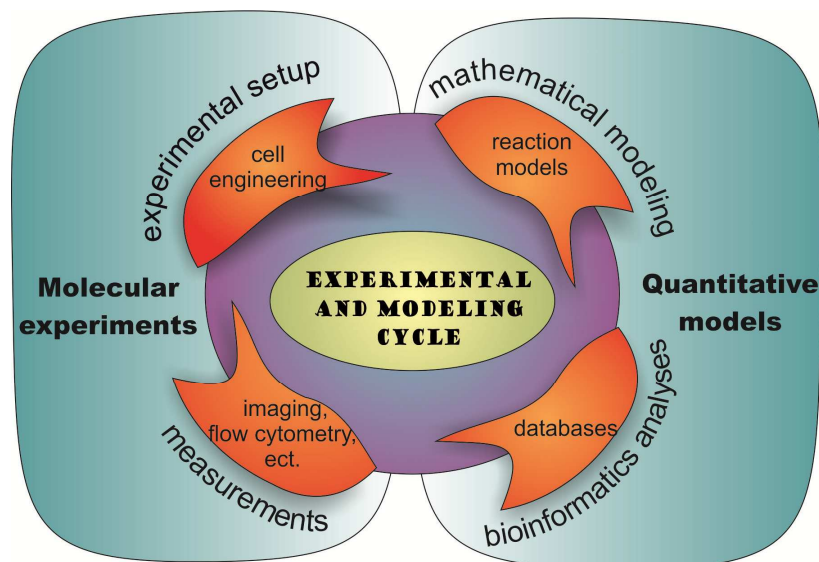 experimental setup
cell
engineering
mathematical modeling
reaction
models
Molecular
experiments
EXPERIMENTAL
AND MODELING
CYCLE
Quantitative
models
imaging,
flow cytometry,
ect.
measurements
databases
bioinformatics analyses